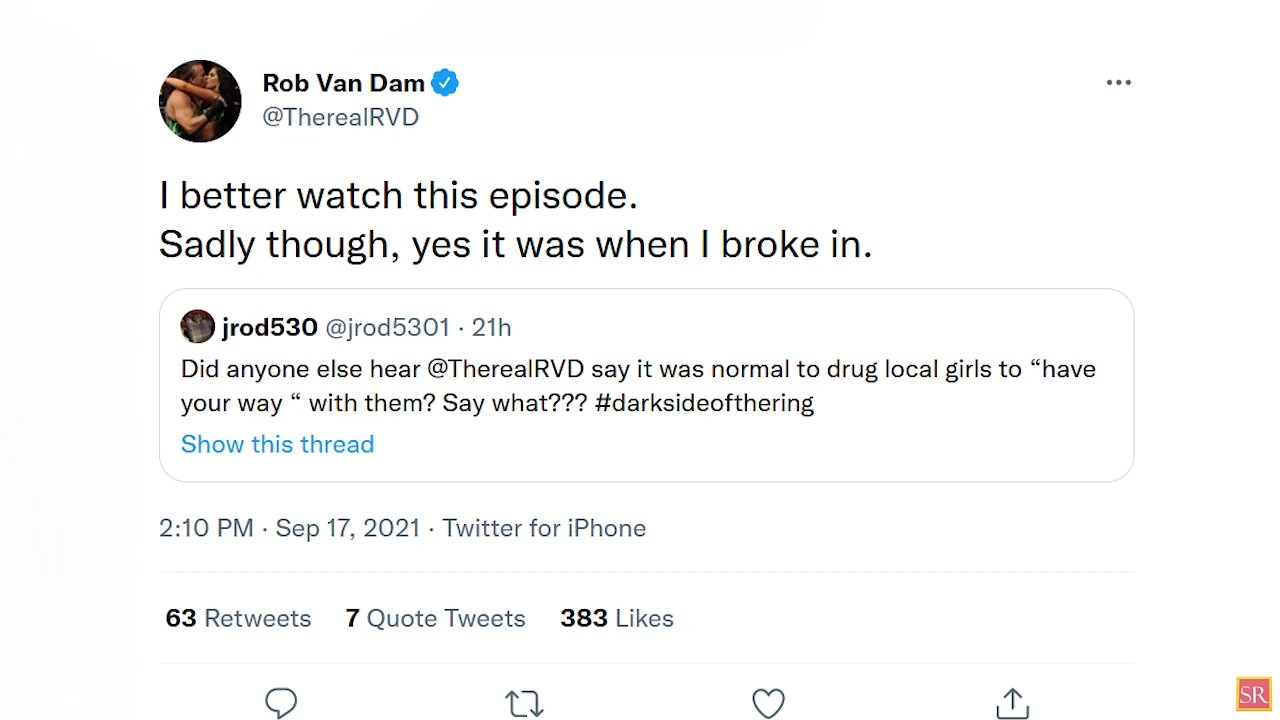 Rob Van Dam
@TherealRVD
I better watch this episode.
Sadly though, yes it was when I broke in.
jrod530 @jrod5301 · 21h
Did anyone else hear @TherealRVD say it was normal to drug local girls to “have
your way “ with them? Say what??? #darksideofthering
Show this thread
2:10 PM · Sep 17, 2021 · Twitter for iPhone
63 Retweets 7 Quote Tweets 383 Likes
SR